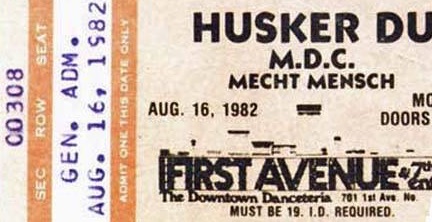 00308
SEC ROW SEAT
GEN. ADM.
AUG. 16, 1982
ADMIT ONE THIS DATE ONLY
HUSKER DU
M.D.C.
MECHT MENSCH
AUG. 16, 1982
MO
DOORS
FIRST AVENUE & 7th
The Downtown Danceteria 701 1st Ave. No.
MUST BE 19. I.D. REQUIRED.